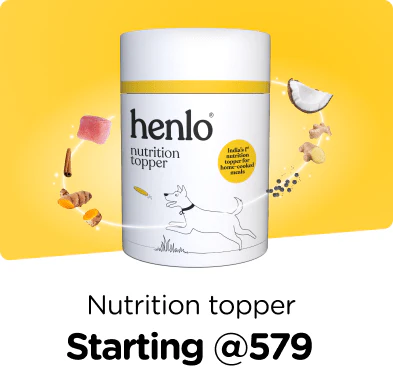 henlo®
nutrition
topper
India's 1st
nutrition
topper for
home-cooked
meals
Nutrition topper
Starting @579